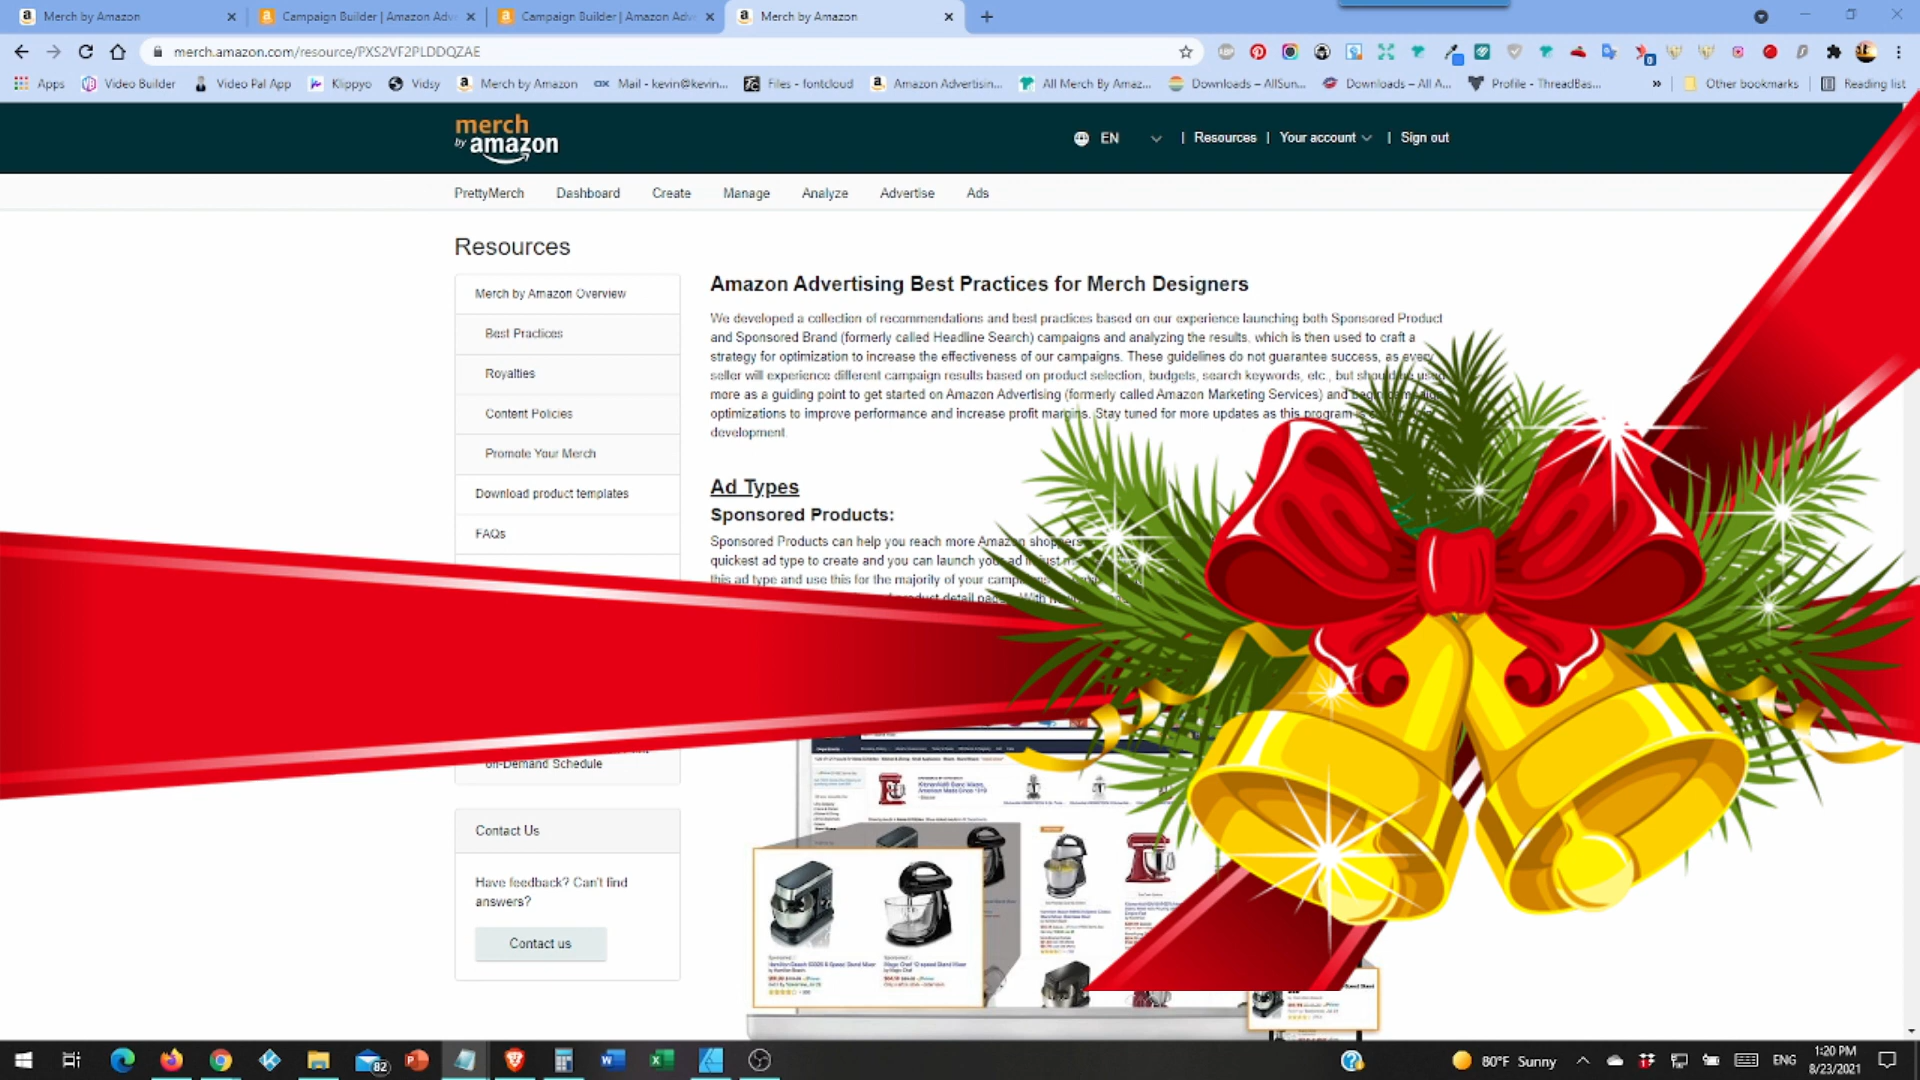 Merch by Amazon
Campaign Builder | Amazon Adv
Campaign Builder | Amazon Adv
Merch by Amazon
merch.amazon.com/resource/PXS2VF2PLDDQZAE
Apps
Video Builder
Video Pal App
Klippyo
Vidsy
Merch by Amazon
Mail - kevin@kevin...
Files - fontcloud
Amazon Advertisin...
All Merch By Amaz...
Downloads – AllSun...
Downloads – All A...
Profile - ThreadBas...
»
Other bookmarks
Reading list
merch
by amazon
EN
| Resources | Your account | Sign out
PrettyMerch
Dashboard
Create
Manage
Analyze
Advertise
Ads
Resources
Merch by Amazon Overview
Best Practices
Royalties
Content Policies
Promote Your Merch
Download product templates
FAQs
on-Demand Schedule
Contact Us
Have feedback? Can't find
answers?
Contact us
Amazon Advertising Best Practices for Merch Designers
We developed a collection of recommendations and best practices based on our experience launching both Sponsored Product
and Sponsored Brand (formerly called Headline Search) campaigns and analyzing the results, which is then used to craft a
strategy for optimization to increase the effectiveness of our campaigns. These guidelines do not guarantee success, as every
seller will experience different campaign results based on product selection, budgets, search keywords, etc., but should be used
more as a guiding point to get started on Amazon Advertising (formerly called Amazon Marketing Services) and
optimizations to improve performance and increase profit margins. Stay tuned for more updates as this program is
development.
Ad Types
Sponsored Products:
Sponsored Products can help you reach more Amazon shoppers
quickest ad type to create and you can launch your ad in just
this ad type and use this for the majority of your
product detail With
82
80°F Sunny
ENG
1:20 PM
8/23/2021